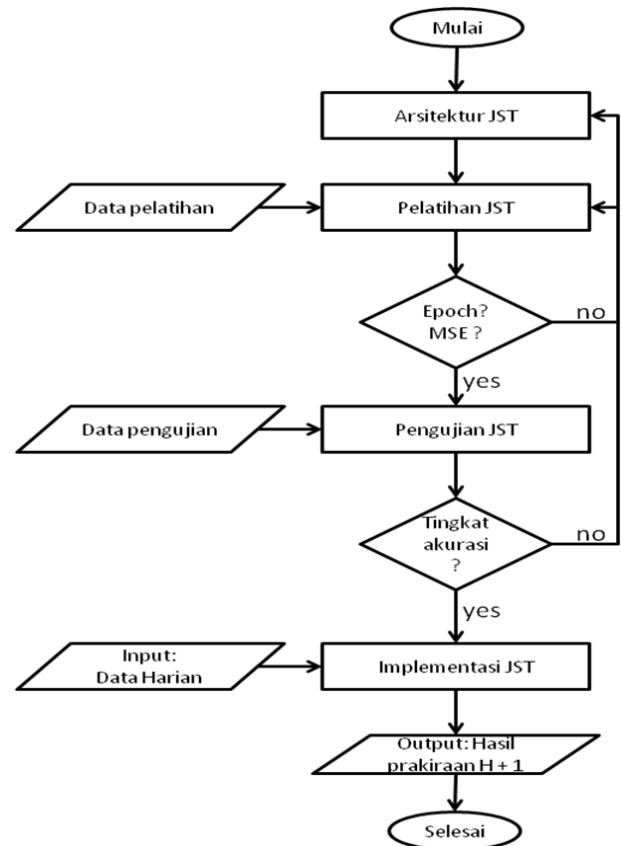 Mulai
Arsitektur JST
Data pelatihan
Pelatihan JST
Epoch?
MSE ?
no
yes
Data pengujian
Pengujian JST
Tingkat
akurasi
?
no
yes
Input:
Data Harian
Implementasi JST
Output: Hasil
prakiraan H + 1
Selesai